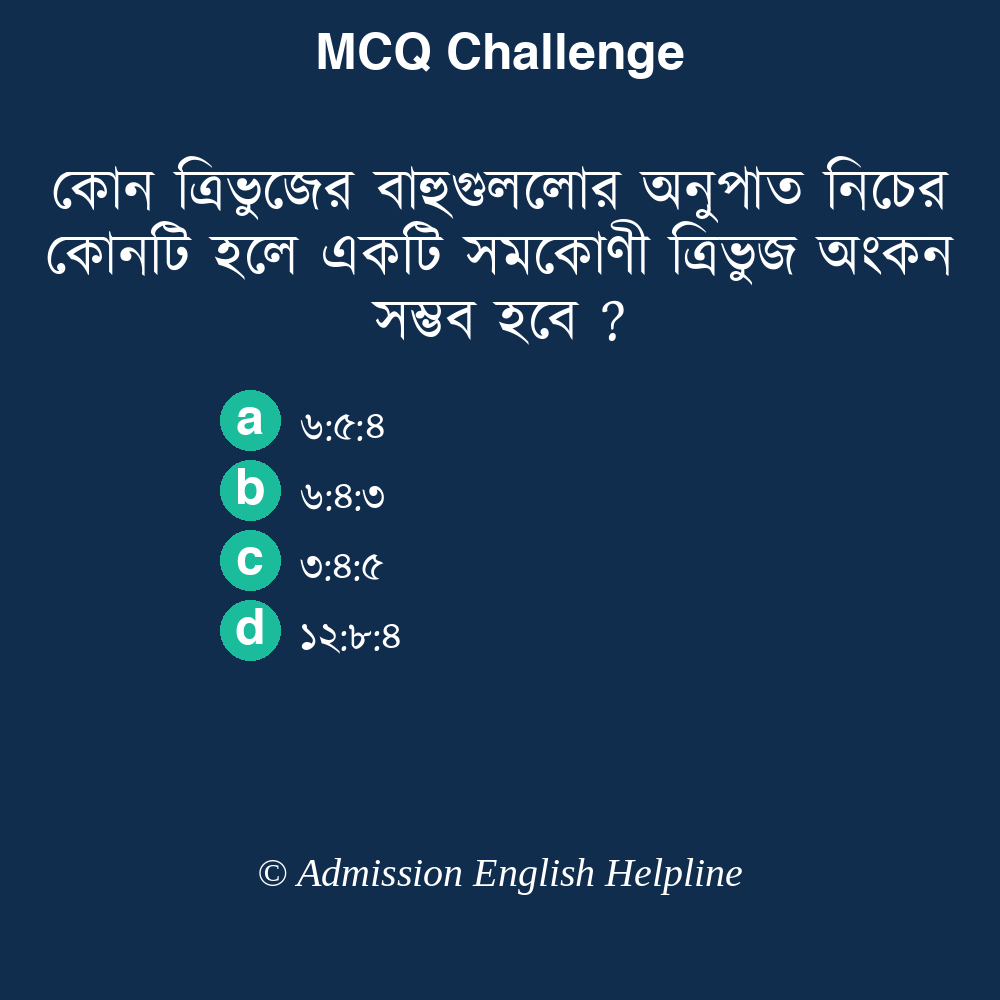 MCQ Challenge
কোন ত্রিভুজের বাহুগুললোর অনুপাত নিচের
কোনটি হলে একটি সমকোণী ত্রিভুজ অংকন
সম্ভব হবে ?
a ৬:৫:৪
b ৬:৪:৩
c ৩:৪:৫
d ১২:৮:৪
© Admission English Helpline